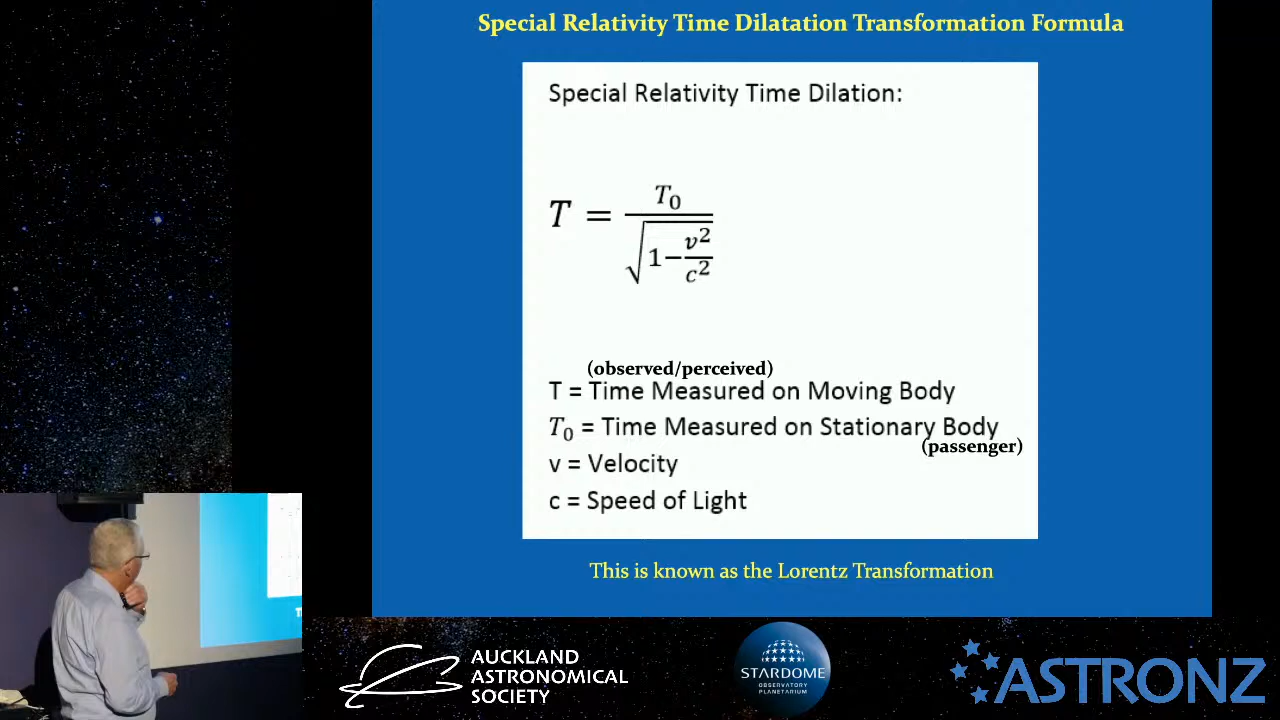 Special Relativity Time Dilatation Transformation Formula
Special Relativity Time Dilation:
T = T₀ / √(1−v²/c²)
(observed/perceived)
T = Time Measured on Moving Body
T₀ = Time Measured on Stationary Body
(passenger)
v = Velocity
c = Speed of Light
This is known as the Lorentz Transformation
AUCKLAND
ASTRONOMICAL
SOCIETY
STARDOME
OBSERVATORY
PLANETARIUM
ASTRONZ